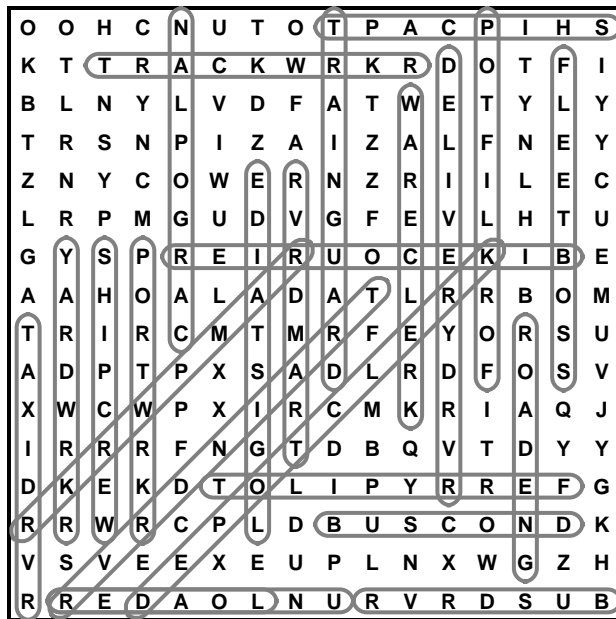 O O H C N U T O T P A C P I H S
K T T R A C K W R K R D O T F I
B L N Y L V D F A T W E T Y L Y
T R S N P I Z A I Z A L F N E Y
Z N Y C O W E R N Z R I I L E C
L R P M G U D V G F E V L H T U
G Y S P R E I R U O C E K I B E
A A H O A L A D A T L R R B O M
T R I R C M T M R F E Y O R S U
A D P T P X S A D L R D F O S V
X W C W P X I R C M K R I A Q J
I R R R F N G T D B Q V T D Y Y
D K E K D T O L I P Y R R E F G
R R W R C P L D B U S C O N D K
V S V E E X E U P L N X W G Z H
R R E D A O L N U R V R D S U B